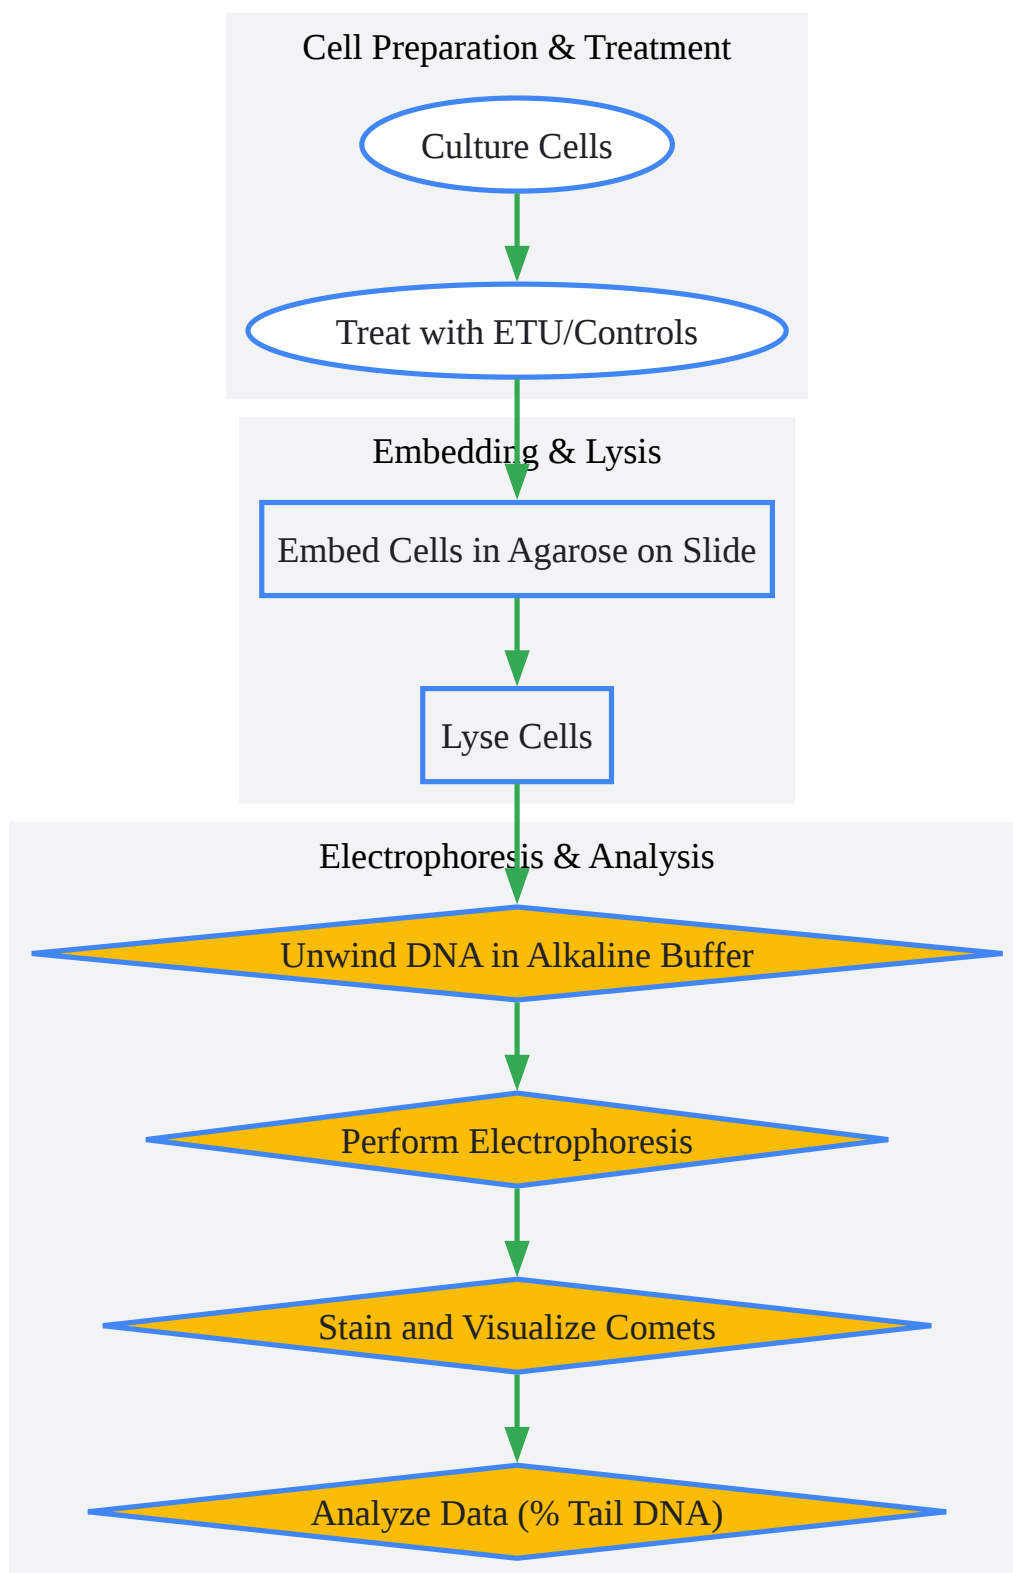 Cell Preparation & Treatment
Culture Cells
Treat with ETU/Controls
Embedding & Lysis
Embed Cells in Agarose on Slide
Lyse Cells
Electrophoresis & Analysis
Unwind DNA in Alkaline Buffer
Perform Electrophoresis
Stain and Visualize Comets
Analyze Data (% Tail DNA)